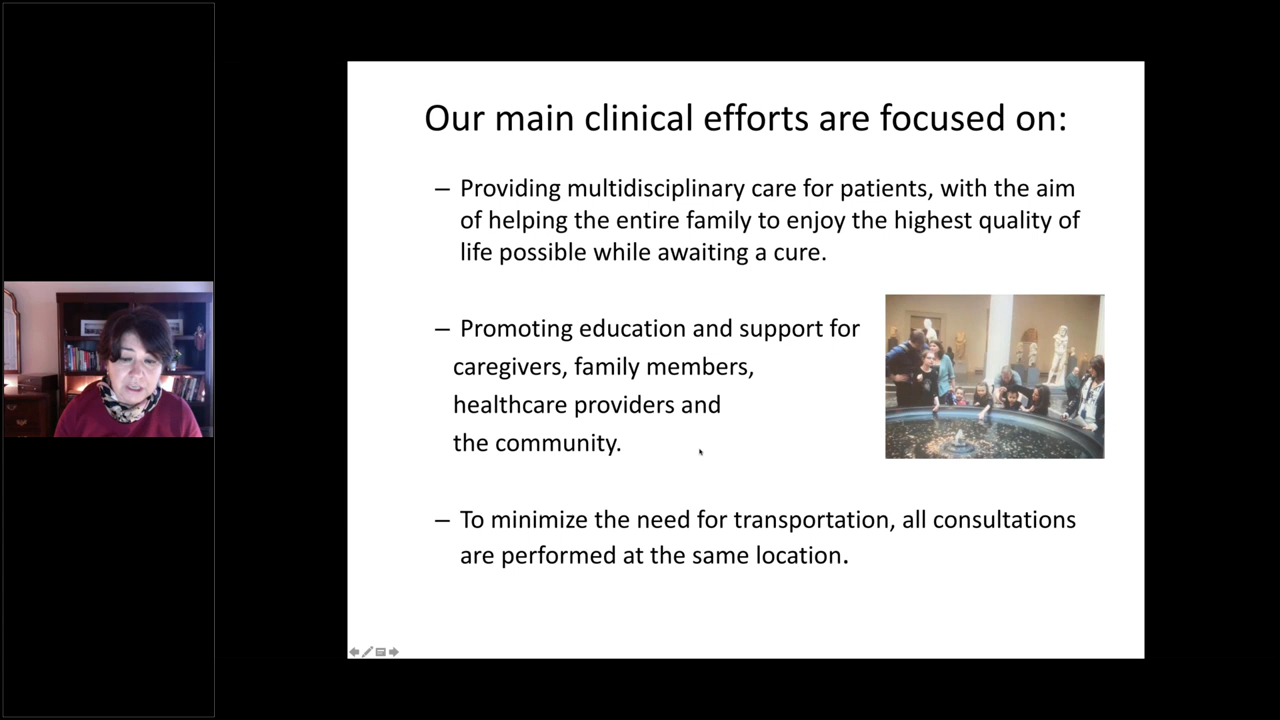 Our main clinical efforts are focused on:
– Providing multidisciplinary care for patients, with the aim
of helping the entire family to enjoy the highest quality of
life possible while awaiting a cure.
– Promoting education and support for
caregivers, family members,
healthcare providers and
the community.
– To minimize the need for transportation, all consultations
are performed at the same location.